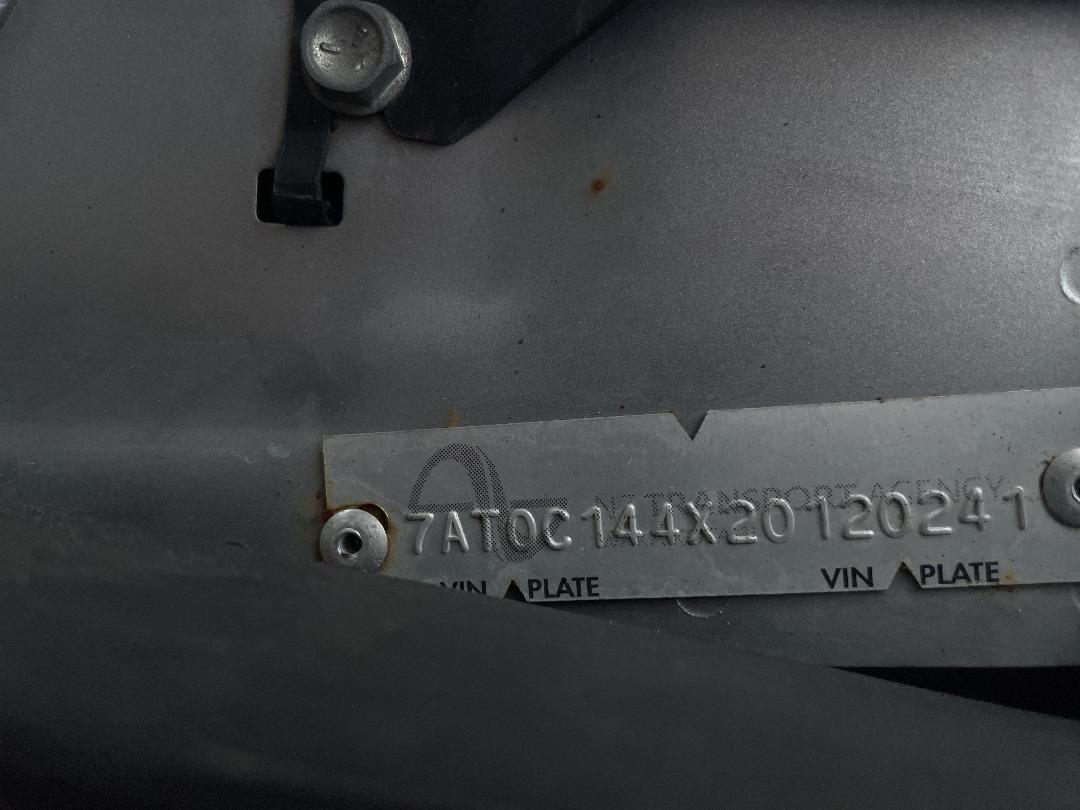 NZ TRANSPORT AGENCY
7AT0C144X20120241
VIN PLATE VIN PLATE